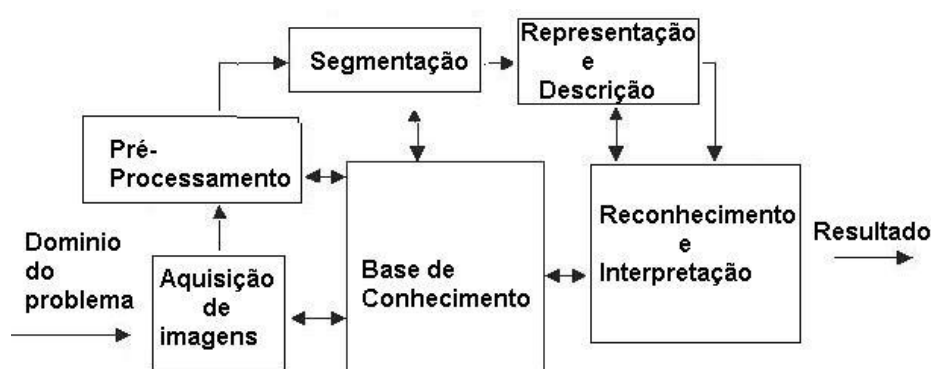 Segmentação
Representação
e
Descrição
Pré-
Processamento
Dominio
do
problema
Aquisição
de
imagens
Base de
Conhecimento
Reconhecimento
e
Interpretação
Resultado